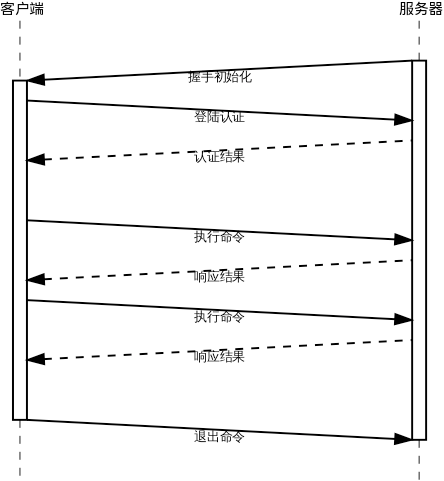 客户端
服务器
握手初始化
登陆认证
认证结果
执行命令
响应结果
执行命令
响应结果
退出命令